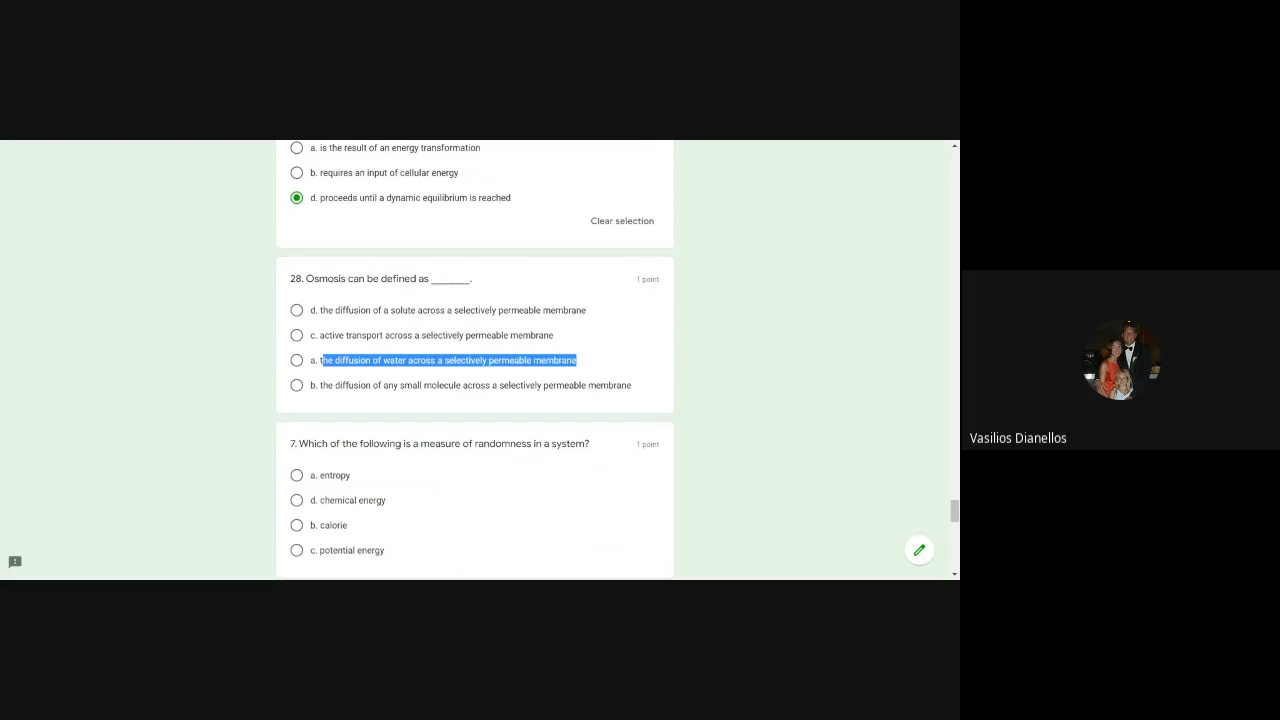 a. is the result of an energy transformation
b. requires an input of cellular energy
d. proceeds until a dynamic equilibrium is reached
Clear selection
28. Osmosis can be defined as ________.
1 point
d. the diffusion of a solute across a selectively permeable membrane
c. active transport across a selectively permeable membrane
a. the diffusion of water across a selectively permeable membrane
b. the diffusion of any small molecule across a selectively permeable membrane
7. Which of the following is a measure of randomness in a system?
1 point
a. entropy
d. chemical energy
b. calorie
c. potential energy
Vasilios Dianellos